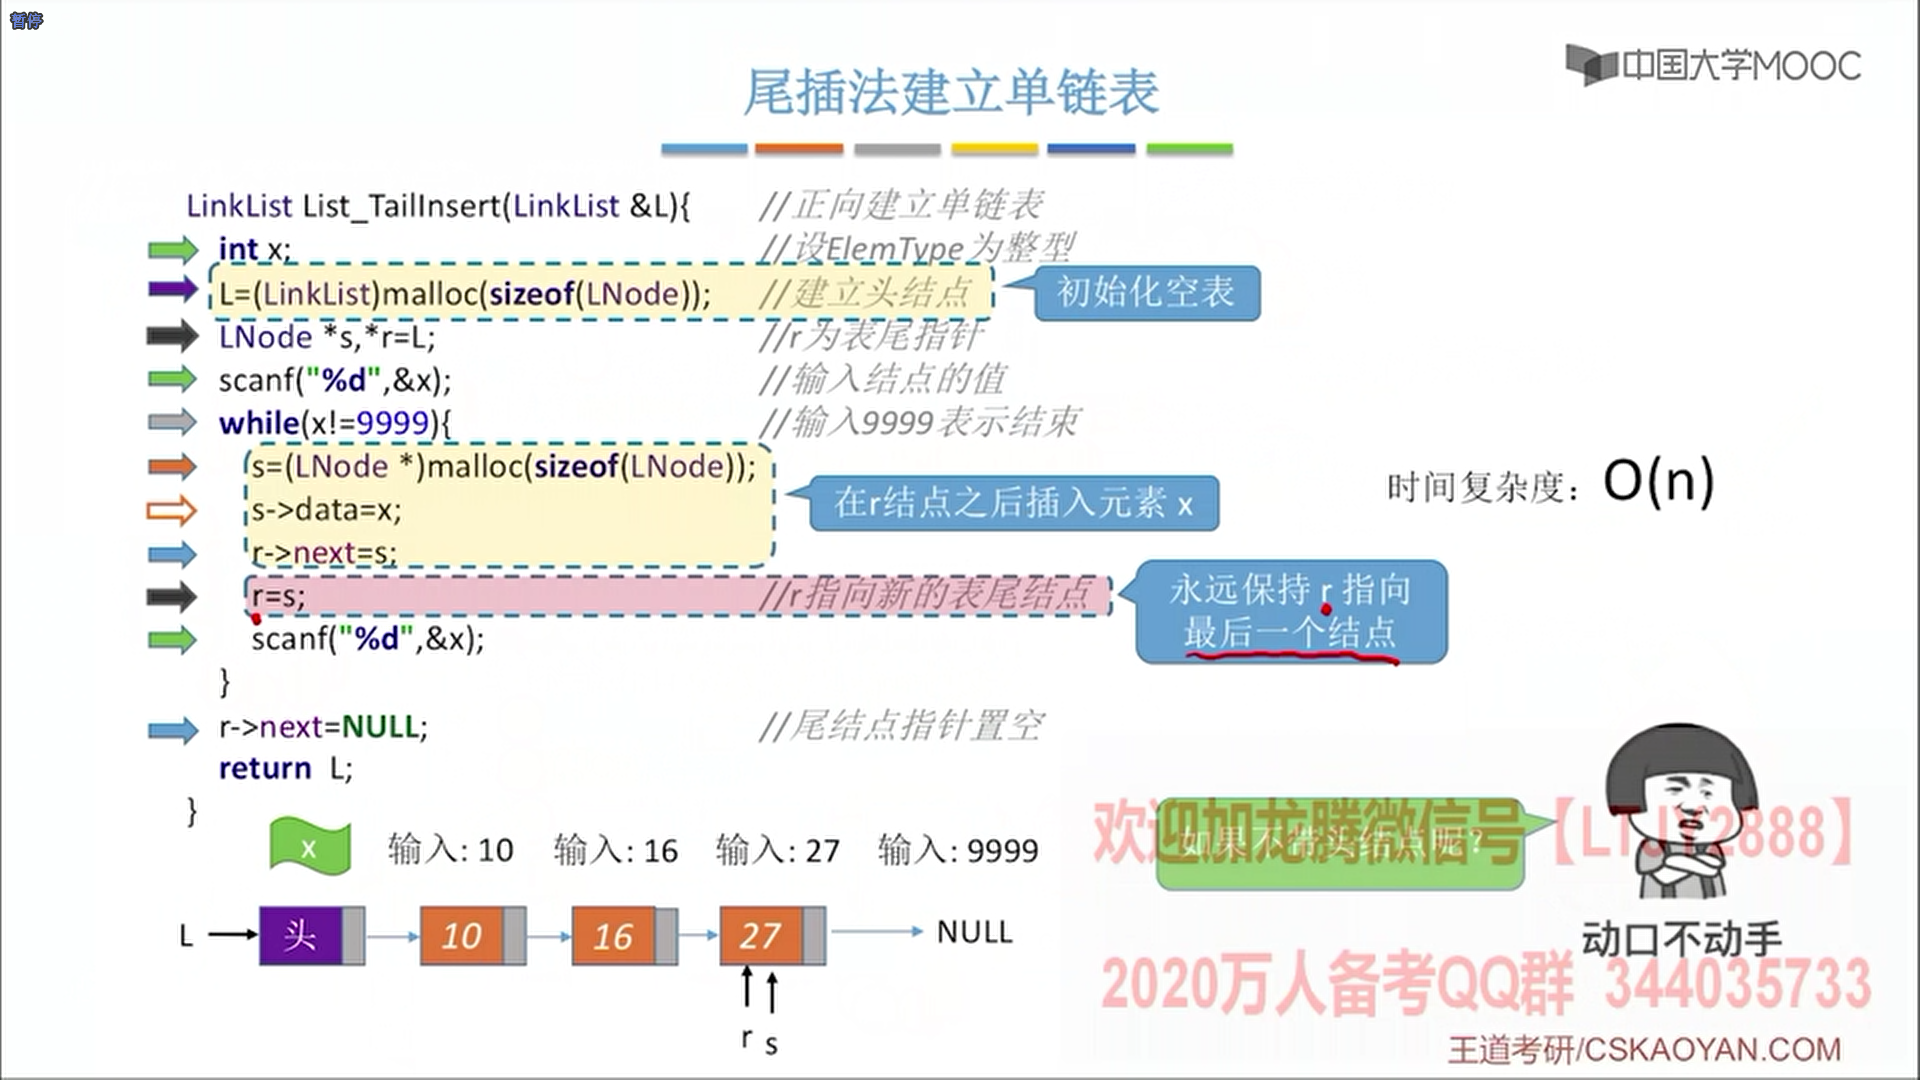 暂停
中国大学MOOC
尾插法建立单链表
LinkList List_TailInsert(LinkList &L){ //正向建立单链表
int x; //设ElemType为整型
L=(LinkList)malloc(sizeof(LNode)); //建立头结点 初始化空表
LNode *s,*r=L; //r为表尾指针
scanf("%d",&x); //输入结点的值
while(x!=9999){ //输入9999表示结束
s=(LNode *)malloc(sizeof(LNode));
s->data=x; 在r结点之后插入元素 x
时间复杂度：O(n)
r->next=s;
r=s; //r指向新的表尾结点
永远保持 r 指向
最后一个结点
scanf("%d",&x);
}
r->next=NULL; //尾结点指针置空
return L;
}
x 输入: 10 输入: 16 输入: 27 输入: 9999
如果不带头结点呢？
欢迎加龙腾微信号【LTJY2888】
L 头 10 16 27 NULL
r s
动口不动手
2020万人备考QQ群 344035733
王道考研/CSKAOYAN.COM